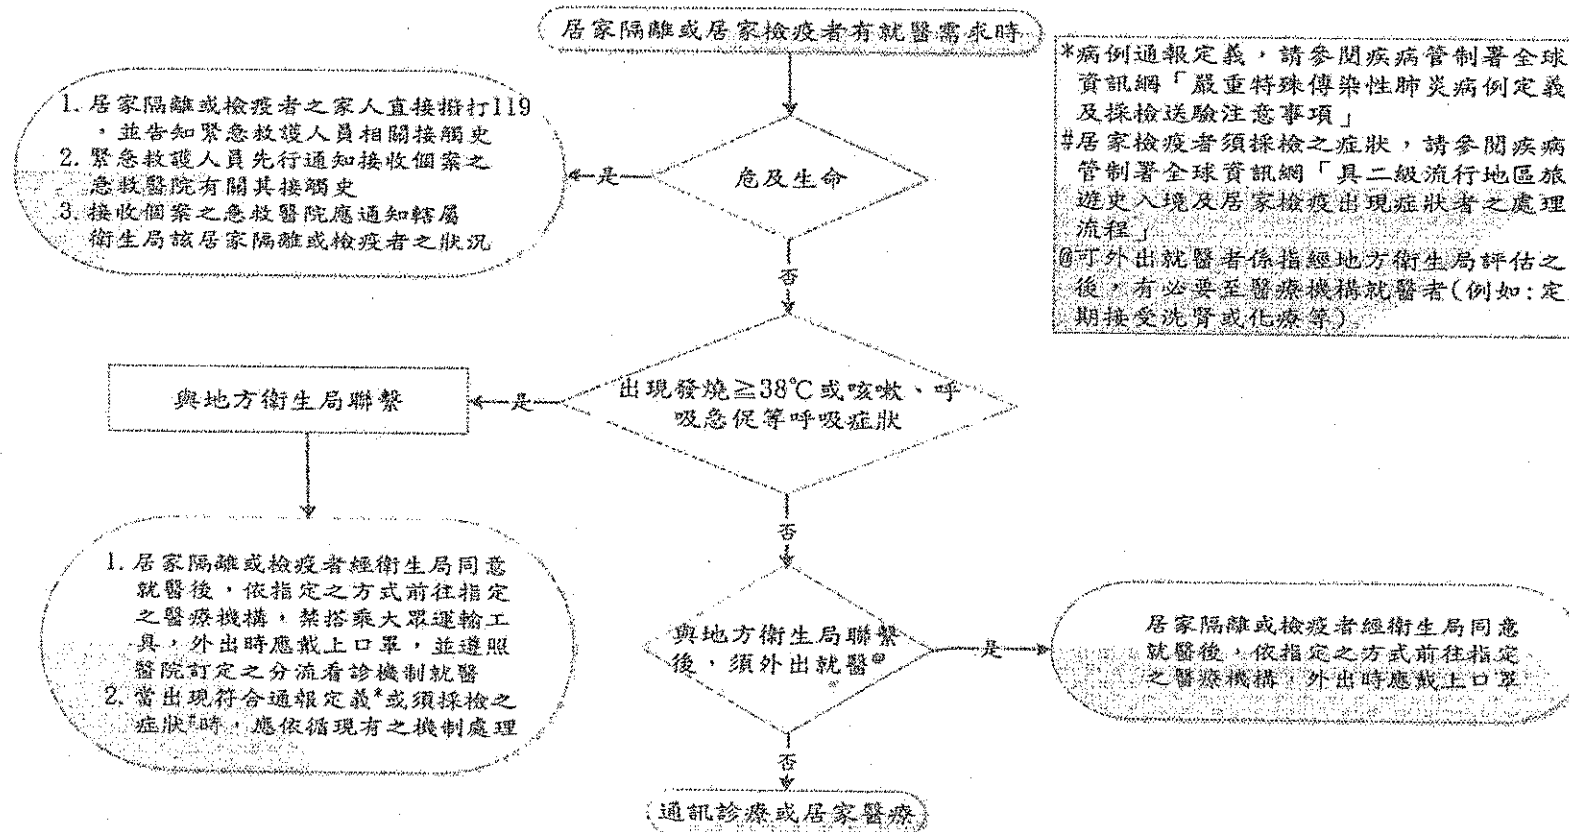 居家隔離或居家檢疫者有就醫需求時
*病例通報定義，請參閱疾病管制署全球
資訊網「嚴重特殊傳染性肺炎病例定義
及採檢送驗注意事項」
#居家檢疫者須採檢之症狀，請參閱疾病
管制署全球資訊網「具二級流行地區旅
遊史入境及居家檢疫出現症狀者之處理
流程」
@可外出就醫者係指經地方衛生局評估之
後，有必要至醫療機構就醫者(例如:定
期接受洗腎或化療等)
1. 居家隔離或檢疫者之家人直接撥打119
，並告知緊急救護人員相關接觸史
2. 緊急救護人員先行通知接收個案之
急救醫院有關其接觸史
3. 接收個案之急救醫院應通知轄屬
衛生局該居家隔離或檢疫者之狀況
是
危及生命
否
與地方衛生局聯繫
是
出現發燒≧38℃或咳嗽、呼
吸急促等呼吸症狀
否
1. 居家隔離或檢疫者經衛生局同意
就醫後，依指定之方式前往指定
之醫療機構，禁搭乘大眾運輸工
具，外出時應戴上口罩，並遵照
醫院訂定之分流看診機制就醫
2. 當出現符合通報定義*或須採檢之
症狀#時，應依循現有之機制處理
與地方衛生局聯繫
後，須外出就醫@
是
居家隔離或檢疫者經衛生局同意
就醫後，依指定之方式前往指定
之醫療機構，外出時應戴上口罩
否
通訊診療或居家醫療